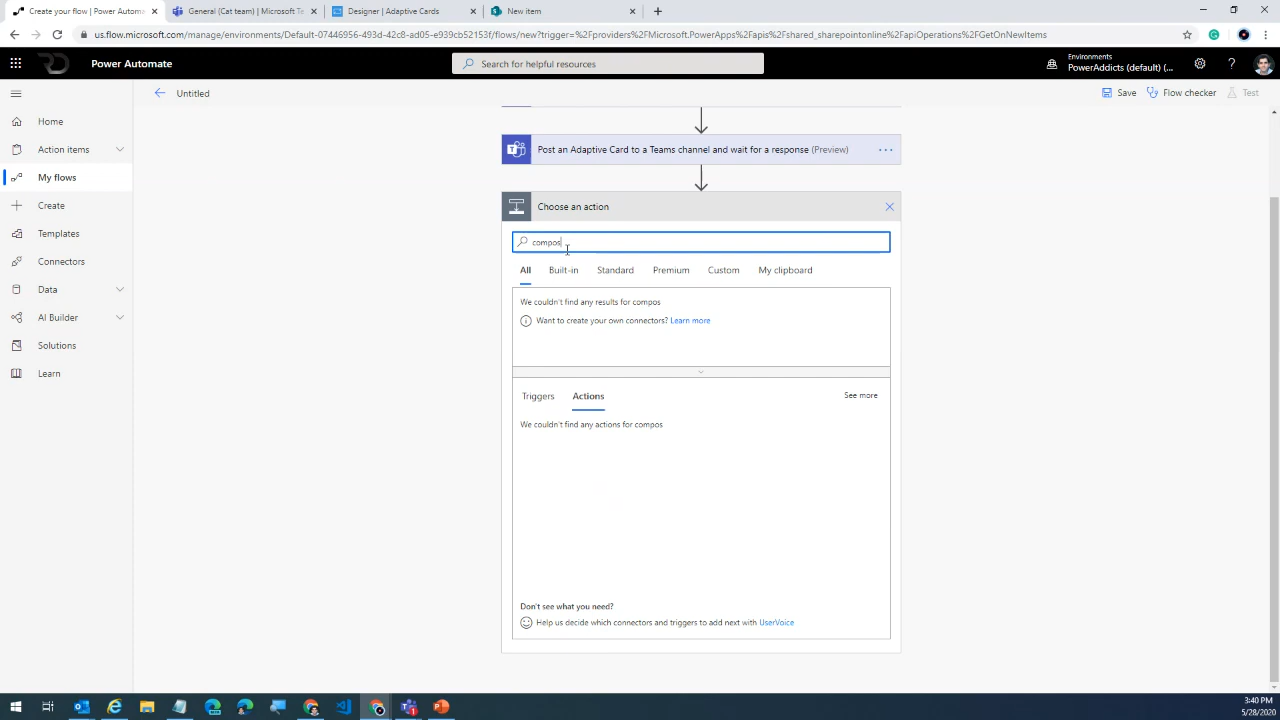 Create your flow | Power Automa
General (Cat team) | Microsoft Te
Designer | Adaptive Cards
New item
us.flow.microsoft.com/manage/environments/Default-07446956-493d-42c8-ad05-e939cb52153f/flows/new?trigger=%2Fproviders%2FMicrosoft.PowerApps%2Fapis%2Fshared_sharepointonline%2FapiOperations%2FGetOnNewItems
Power Automate
Search for helpful resources
Environments
PowerAddicts (default) (...
?
Untitled
Save
Flow checker
Test
Home
Action items
My flows
Create
Templates
Connectors
Data
AI Builder
Solutions
Learn
Post an Adaptive Card to a Teams channel and wait for a response (Preview)
Choose an action
compos
All Built-in Standard Premium Custom My clipboard
We couldn't find any results for compos
Want to create your own connectors? Learn more
Triggers Actions See more
We couldn't find any actions for compos
Don't see what you need?
Help us decide which connectors and triggers to add next with UserVoice
3:40 PM
5/28/2020